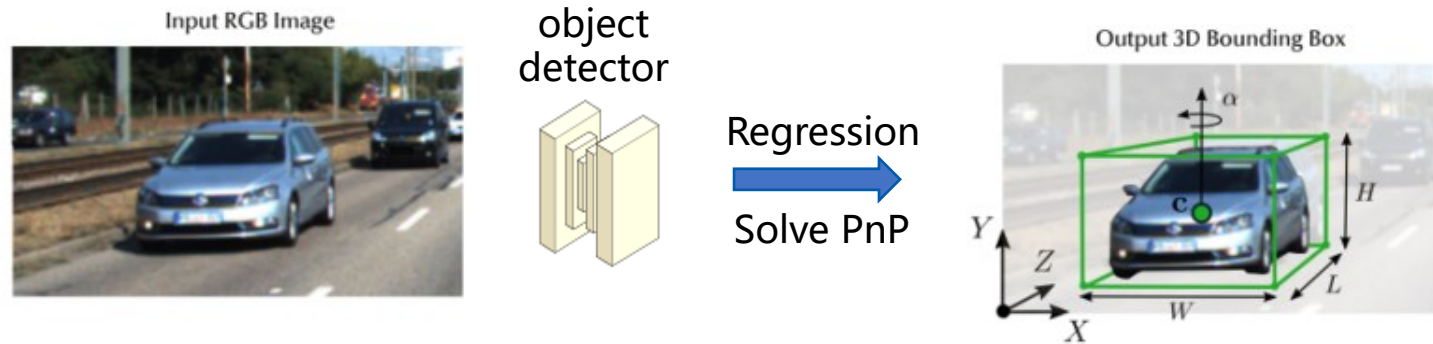 Input RGB Image
object
detector
Regression
Solve PnP
Output 3D Bounding Box
α
C
H
L
W
Y
Z
X